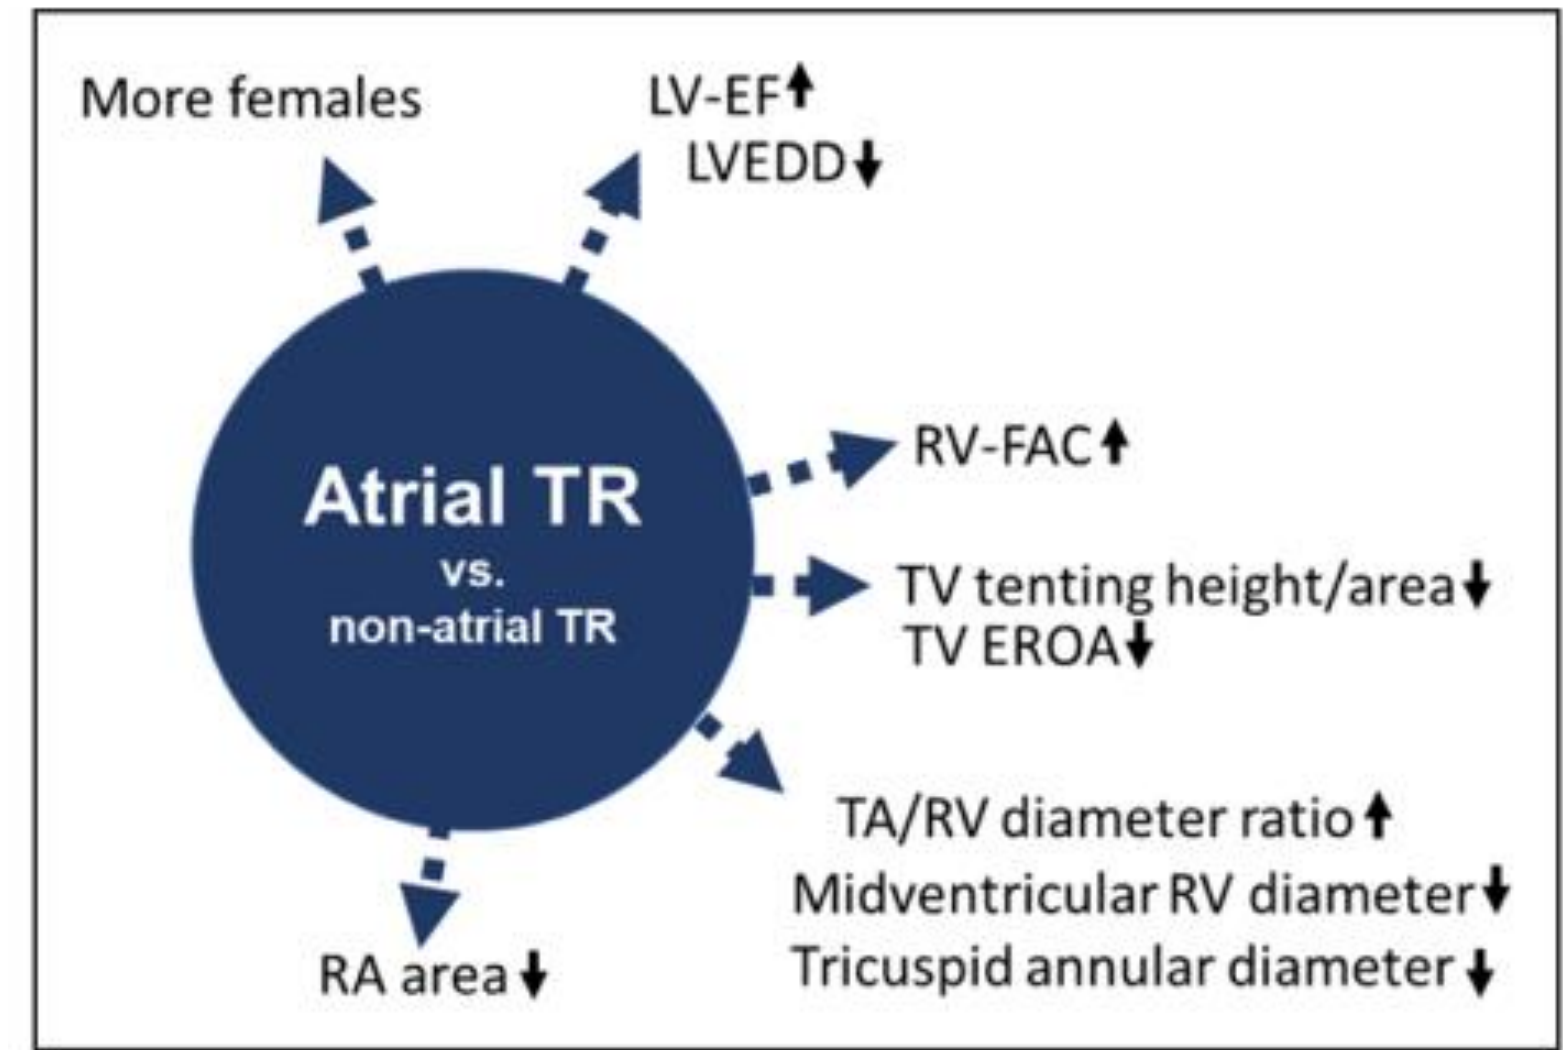 More females
LV-EF↑
LVEDD↓
Atrial TR
vs.
non-atrial TR
RV-FAC↑
TV tenting height/area↓
TV EROA↓
TA/RV diameter ratio↑
Midventricular RV diameter↓
Tricuspid annular diameter↓
RA area↓